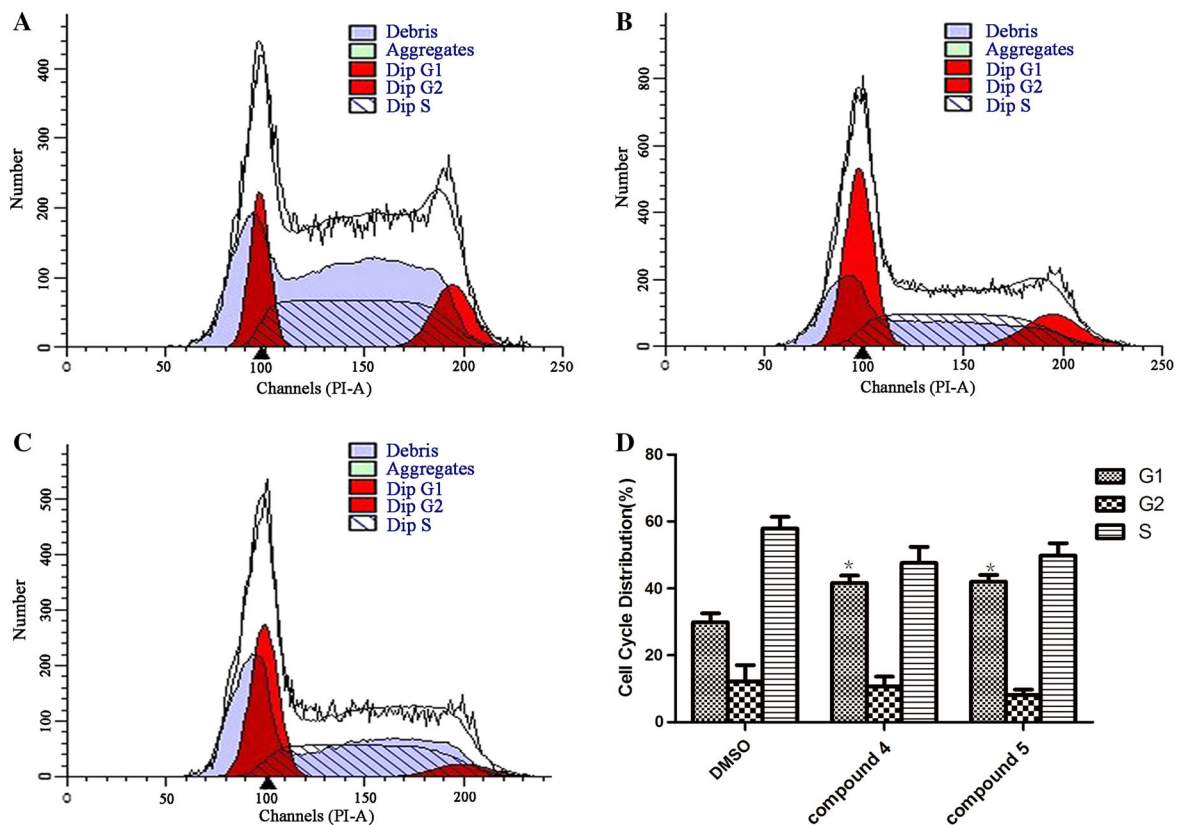 A
Debris
Aggregates
Dip G1
Dip G2
Dip S
Number
400
300
200
100
0
0 50 100 150 200 250
Channels (PI-A)
B
Debris
Aggregates
Dip G1
Dip G2
Dip S
Number
800
600
400
200
0
50 100 150 200 250
Channels (PI-A)
C
Debris
Aggregates
Dip G1
Dip G2
Dip S
Number
500
400
300
200
100
0
0 50 100 150 200
Channels (PI-A)
D
Cell Cycle Distribution(%)
80
60
40
20
0
G1
G2
S
* *
DMSO
compound 4
compound 5